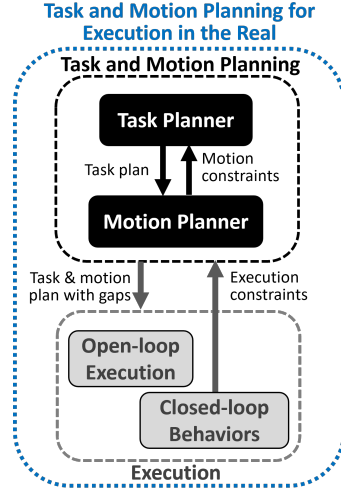 Task and Motion Planning for
Execution in the Real
Task and Motion Planning
Task Planner
Task plan
Motion
constraints
Motion Planner
Task & motion
plan with gaps
Execution
constraints
Open-loop
Execution
Closed-loop
Behaviors
Execution